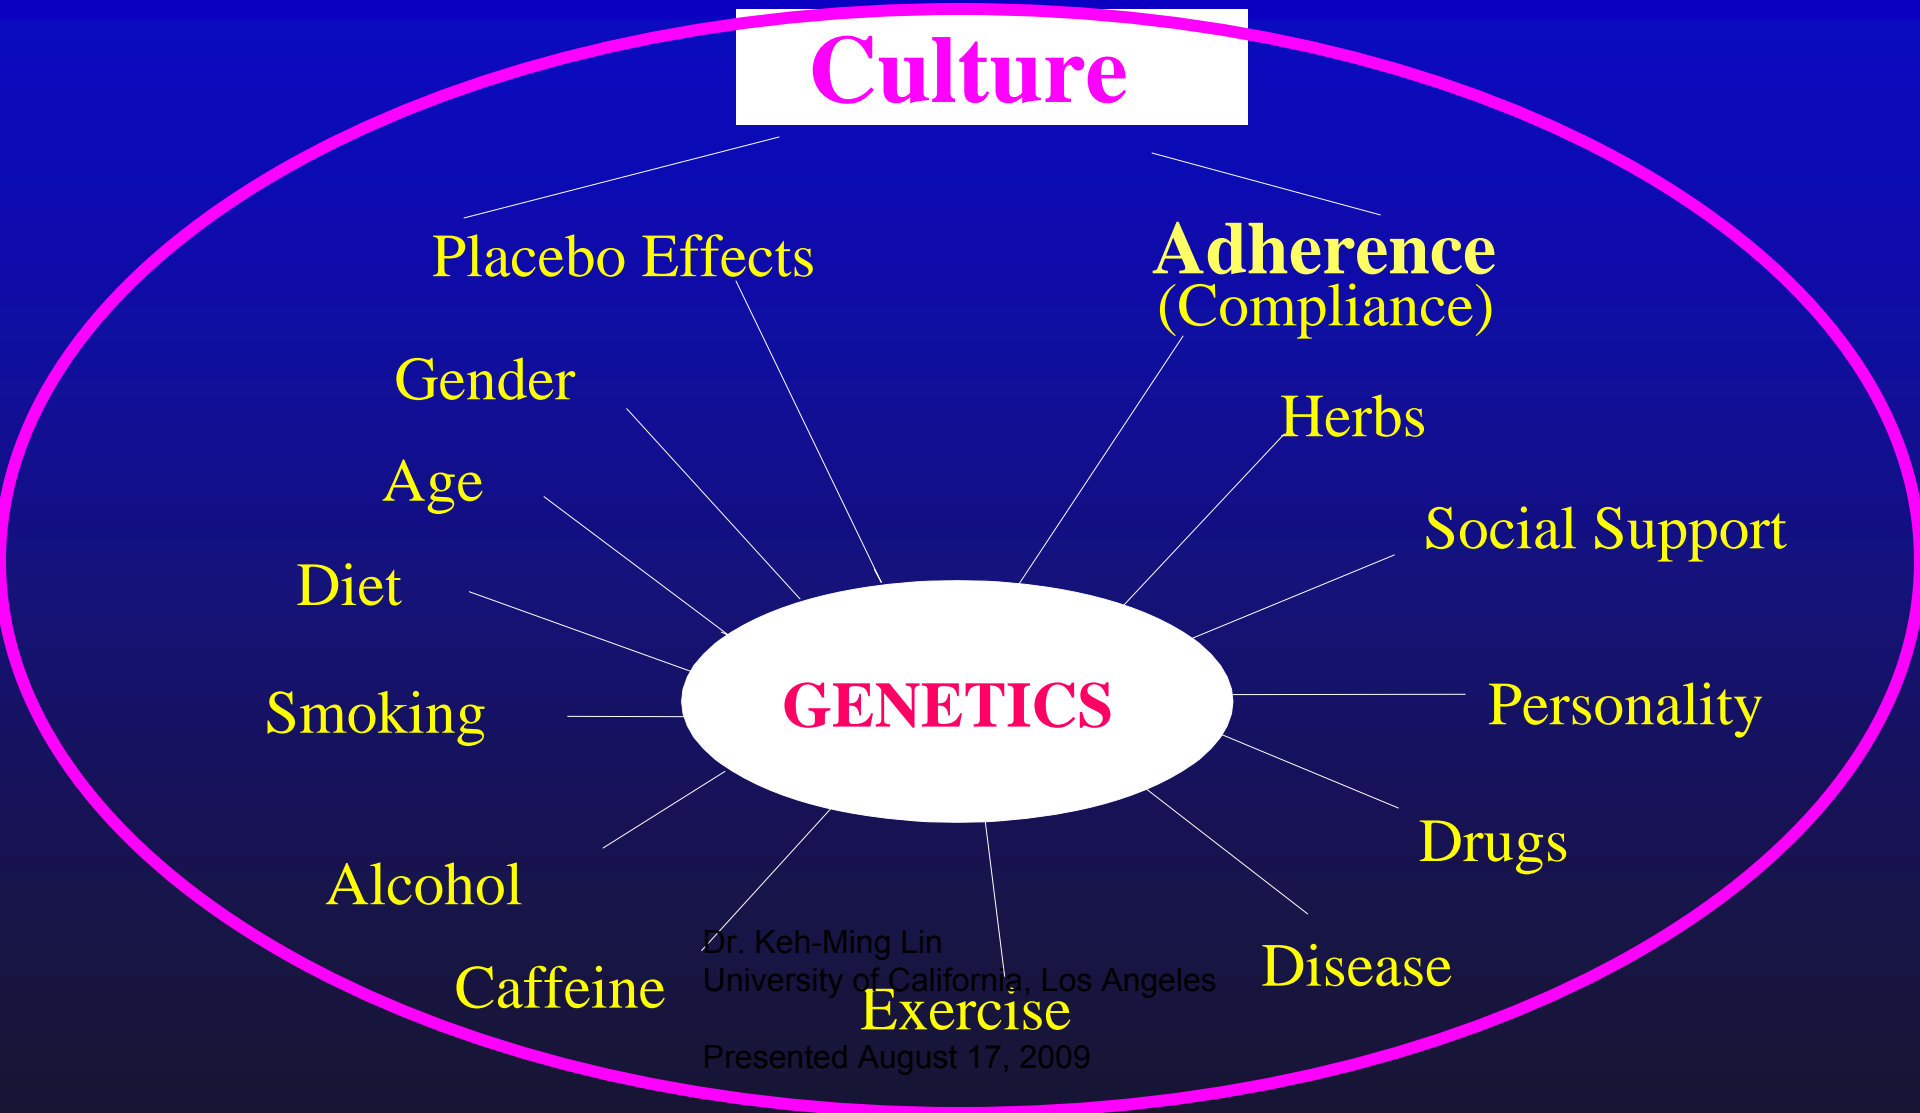 Culture
Placebo Effects
Adherence
(Compliance)
Gender
Herbs
Age
Social Support
Diet
Smoking
GENETICS
Personality
Drugs
Alcohol
Caffeine
Exercise
Disease
Dr. Keh-Ming Lin
University of California, Los Angeles
Presented August 17, 2009